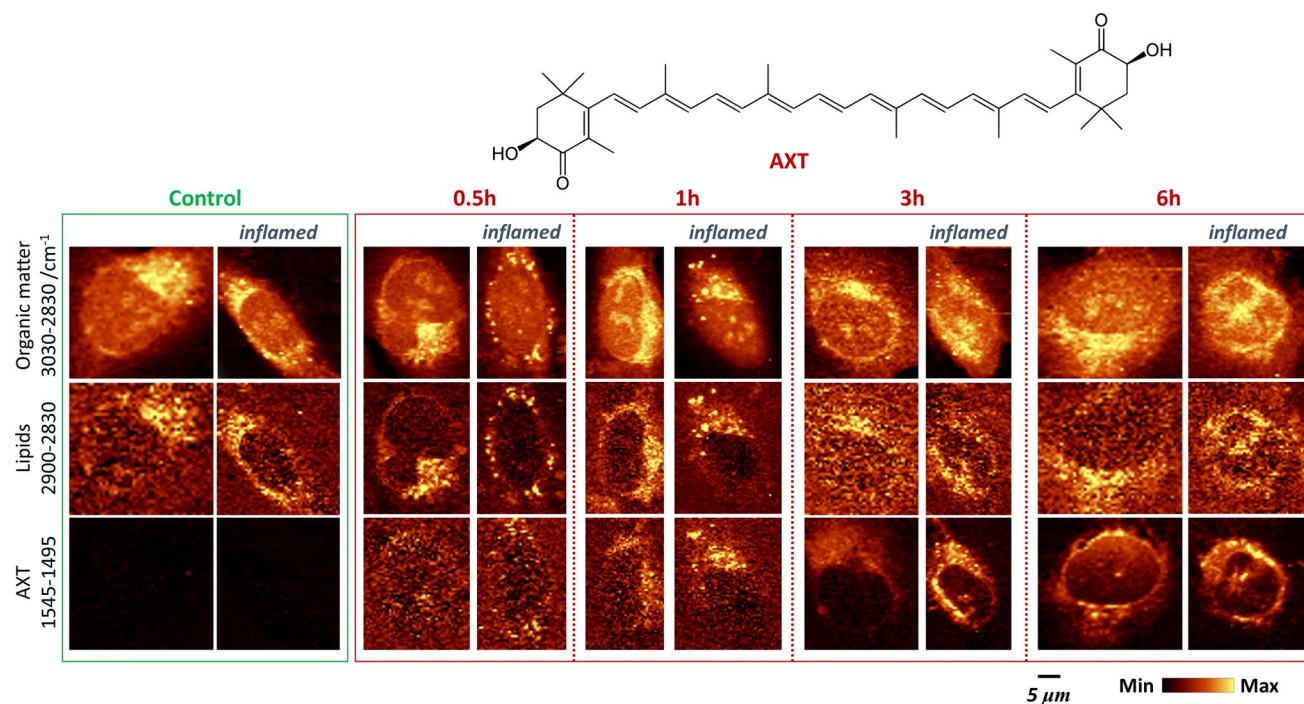 O
OH
HO
O
AXT
Control
0.5h
1h
3h
6h
inflamed
inflamed
inflamed
inflamed
inflamed
Organic matter
3030-2830 /cm⁻¹
Lipids
2900-2830
AXT
1545-1495
5 μm
Min
Max